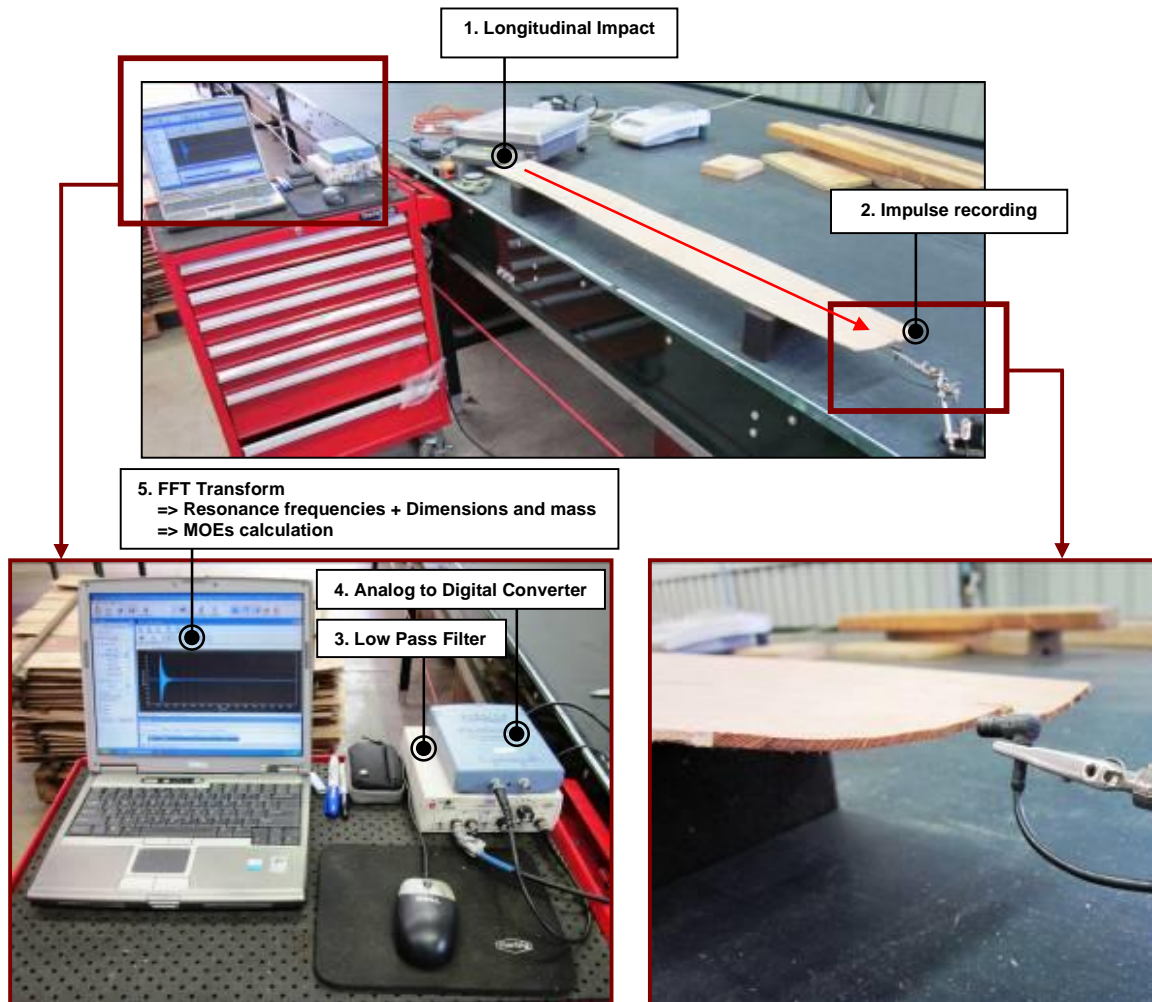 1. Longitudinal Impact
2. Impulse recording
5. FFT Transform
=> Resonance frequencies + Dimensions and mass
=> MOEs calculation
4. Analog to Digital Converter
3. Low Pass Filter
DELL